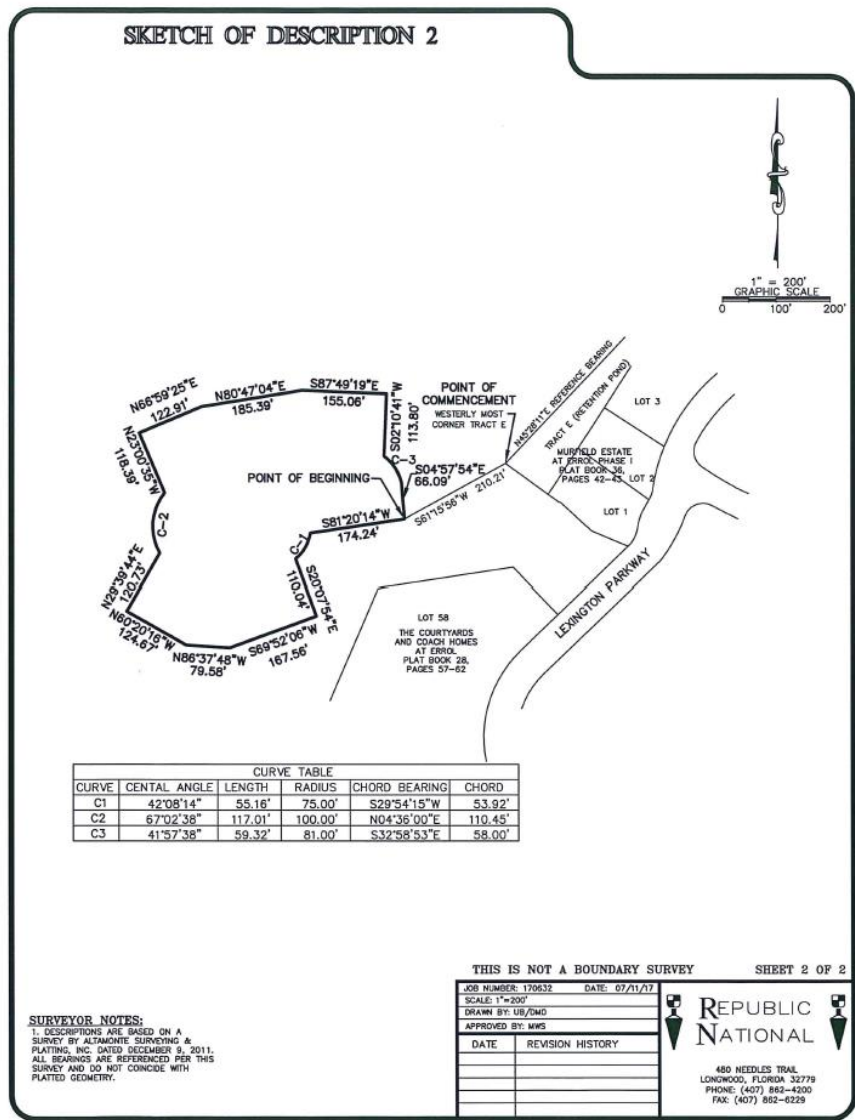 SKETCH OF DESCRIPTION 2
1" = 200'
GRAPHIC SCALE
0 100' 200'
N66°59'25"E
122.91'
N80°47'04"E
185.39'
S87°49'19"E
155.06'
S02°10'41"W
113.80'
C-3
S04°57'54"E
66.09'
POINT OF
COMMENCEMENT
WESTERLY MOST
CORNER TRACT E
N45°28'11"E REFERENCE BEARING
TRACT E (RETENTION POND)
LOT 3
MUIRFIELD ESTATE
AT ERROL PHASE I
PLAT BOOK 36,
PAGES 42-43
LOT 2
LOT 1
N23°00'35"W
118.39'
POINT OF BEGINNING
S61°15'56"W 210.21'
C-2
S81°20'14"W
174.24'
C-1
N29°39'44"E
120.73'
S20°07'54"E
110.04'
N60°20'16"W
124.67'
N86°37'48"W
79.58'
S69°52'06"W
167.56'
LEXINGTON PARKWAY
LOT 58
THE COURTYARDS
AND COACH HOMES
AT ERROL
PLAT BOOK 28,
PAGES 57-62
CURVE TABLE
CURVE CENTAL ANGLE LENGTH RADIUS CHORD BEARING CHORD
C1 42°08'14" 55.16' 75.00' S29°54'15"W 53.92'
C2 67°02'38" 117.01' 100.00' N04°36'00"E 110.45'
C3 41°57'38" 59.32' 81.00' S32°58'53"E 58.00'
THIS IS NOT A BOUNDARY SURVEY SHEET 2 OF 2
JOB NUMBER: 170632 DATE: 07/11/17
SCALE: 1"=200'
DRAWN BY: UB/DMD
APPROVED BY: MWS
DATE REVISION HISTORY
REPUBLIC
NATIONAL
480 NEEDLES TRAIL
LONGWOOD, FLORIDA 32779
PHONE: (407) 862-4200
FAX: (407) 862-6229
SURVEYOR NOTES:
1. DESCRIPTIONS ARE BASED ON A
SURVEY BY ALTAMONTE SURVEYING &
PLATTING, INC. DATED DECEMBER 9, 2011.
ALL BEARINGS ARE REFERENCED PER THIS
SURVEY AND DO NOT COINCIDE WITH
PLATTED GEOMETRY.